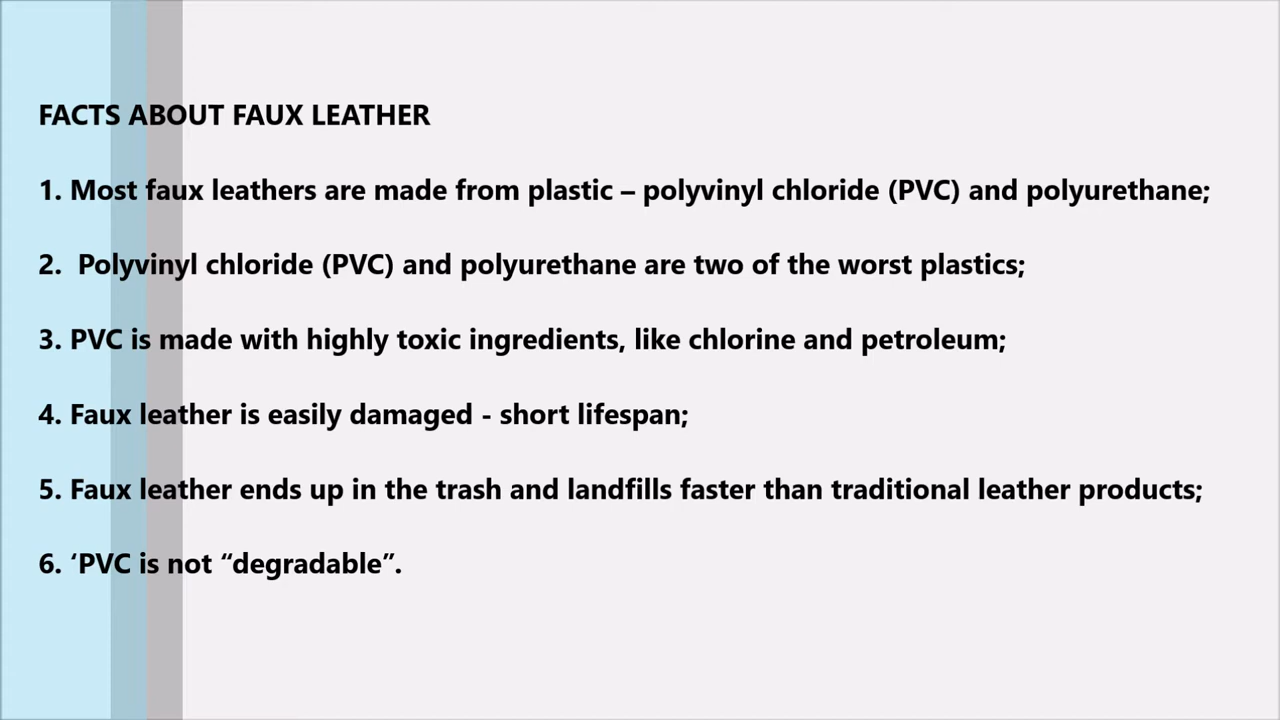 FACTS ABOUT FAUX LEATHER
1. Most faux leathers are made from plastic – polyvinyl chloride (PVC) and polyurethane;
2.  Polyvinyl chloride (PVC) and polyurethane are two of the worst plastics;
3. PVC is made with highly toxic ingredients, like chlorine and petroleum;
4. Faux leather is easily damaged - short lifespan;
5. Faux leather ends up in the trash and landfills faster than traditional leather products;
6. ‘PVC is not “degradable”.